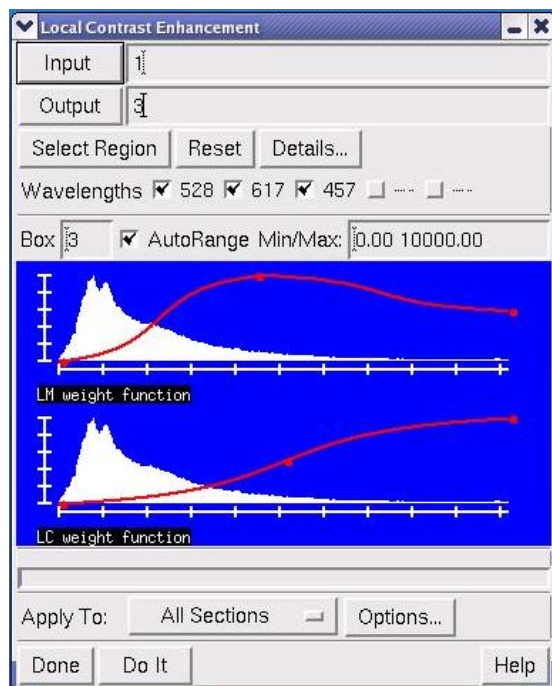 Local Contrast Enhancement
Input 1
Output 3
Select Region Reset Details...
Wavelengths 528 617 457 ---- ----
Box 3 AutoRange Min/Max: 0.00 10000.00
LM weight function
LC weight function
Apply To: All Sections Options...
Done Do It Help